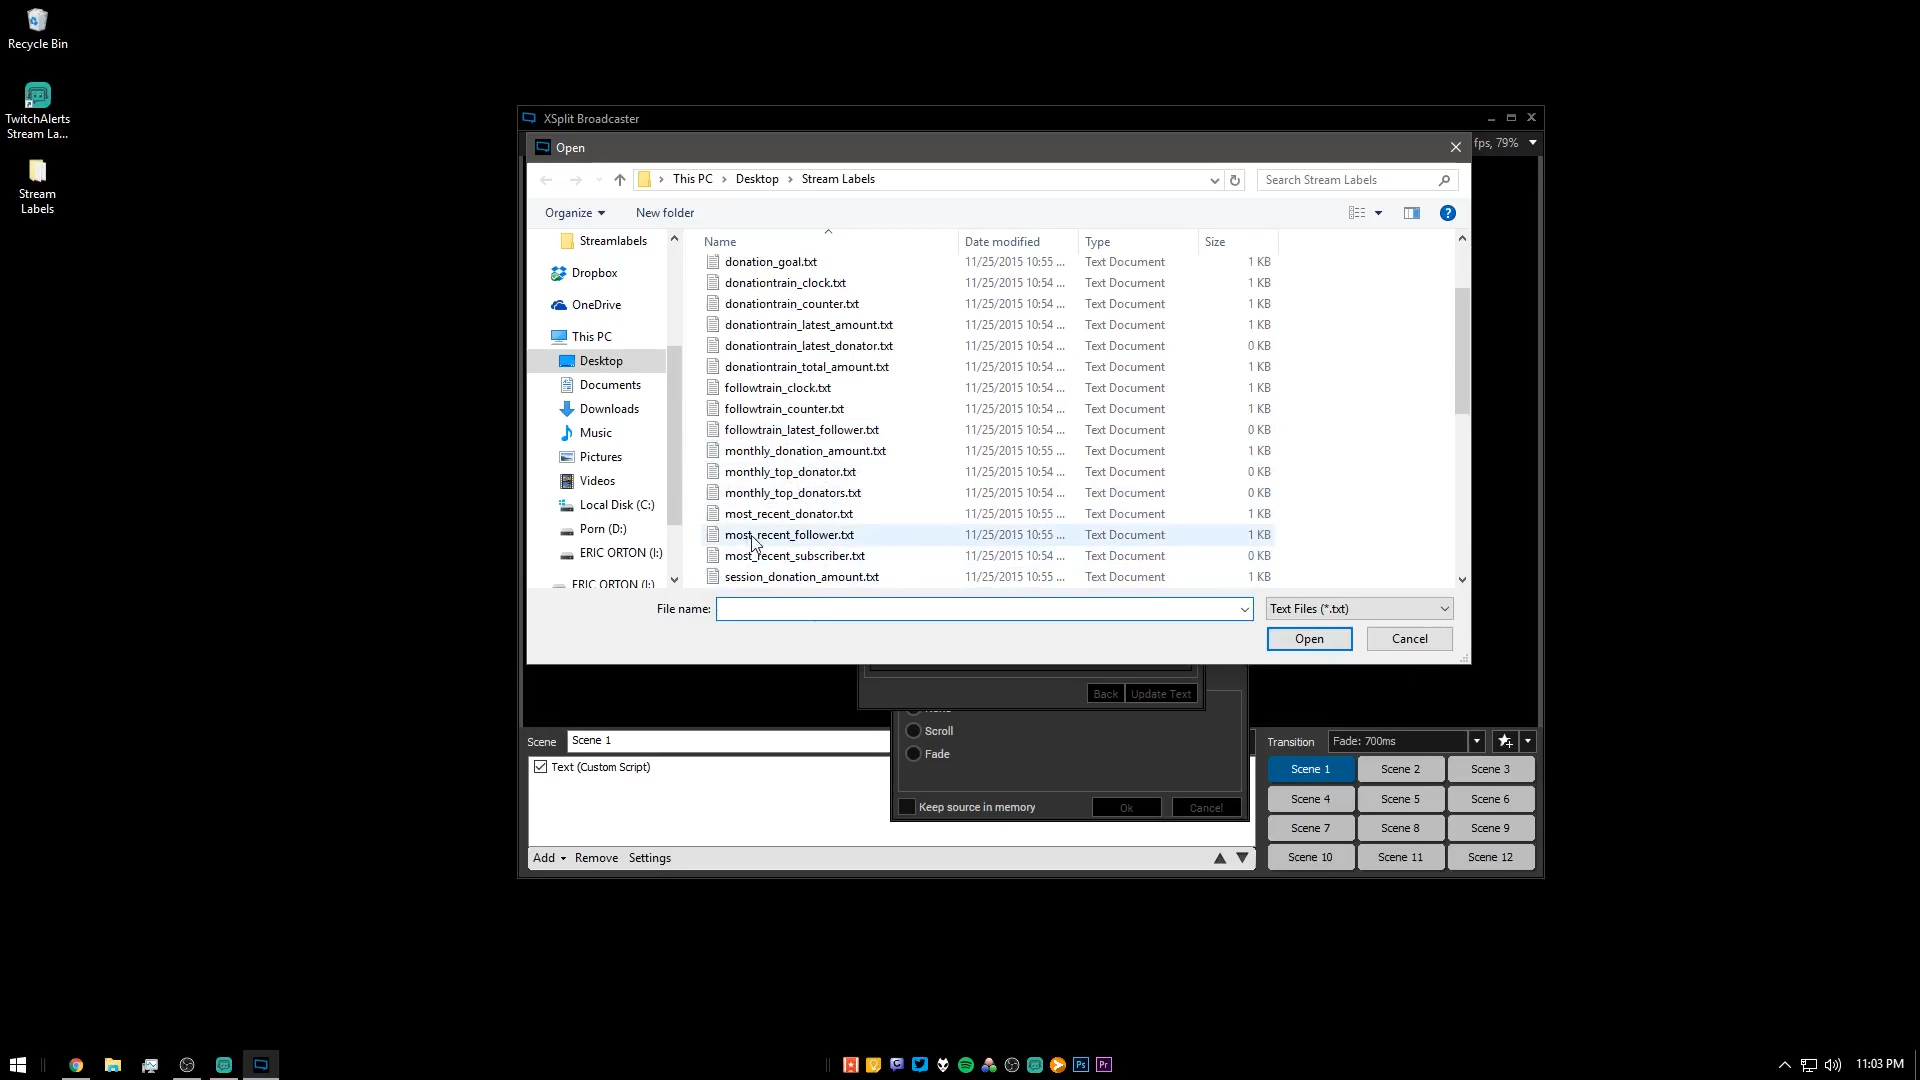 Recycle Bin
TwitchAlerts
Stream La...
Stream
Labels
XSplit Broadcaster
fps, 79%
Open
This PC > Desktop > Stream Labels
Search Stream Labels
Organize
New folder
Name
Date modified
Type
Size
Streamlabels
Dropbox
OneDrive
This PC
Desktop
Documents
Downloads
Music
Pictures
Videos
Local Disk (C:)
Porn (D:)
ERIC ORTON (I:)
ERIC ORTON (I:)
donation_goal.txt 11/25/2015 10:55 ... Text Document 1 KB
donationtrain_clock.txt 11/25/2015 10:54 ... Text Document 1 KB
donationtrain_counter.txt 11/25/2015 10:54 ... Text Document 1 KB
donationtrain_latest_amount.txt 11/25/2015 10:54 ... Text Document 1 KB
donationtrain_latest_donator.txt 11/25/2015 10:54 ... Text Document 0 KB
donationtrain_total_amount.txt 11/25/2015 10:54 ... Text Document 1 KB
followtrain_clock.txt 11/25/2015 10:54 ... Text Document 1 KB
followtrain_counter.txt 11/25/2015 10:54 ... Text Document 1 KB
followtrain_latest_follower.txt 11/25/2015 10:54 ... Text Document 0 KB
monthly_donation_amount.txt 11/25/2015 10:55 ... Text Document 1 KB
monthly_top_donator.txt 11/25/2015 10:54 ... Text Document 0 KB
monthly_top_donators.txt 11/25/2015 10:54 ... Text Document 0 KB
most_recent_donator.txt 11/25/2015 10:55 ... Text Document 1 KB
most_recent_follower.txt 11/25/2015 10:55 ... Text Document 1 KB
most_recent_subscriber.txt 11/25/2015 10:54 ... Text Document 0 KB
session_donation_amount.txt 11/25/2015 10:55 ... Text Document 1 KB
File name:
Text Files (*.txt)
Open
Cancel
Back
Update Text
Scroll
Fade
Keep source in memory
Ok
Cancel
Scene
Scene 1
Text (Custom Script)
Add
Remove
Settings
Transition
Fade: 700ms
Scene 1
Scene 2
Scene 3
Scene 4
Scene 5
Scene 6
Scene 7
Scene 8
Scene 9
Scene 10
Scene 11
Scene 12
Ps
Pr
11:03 PM